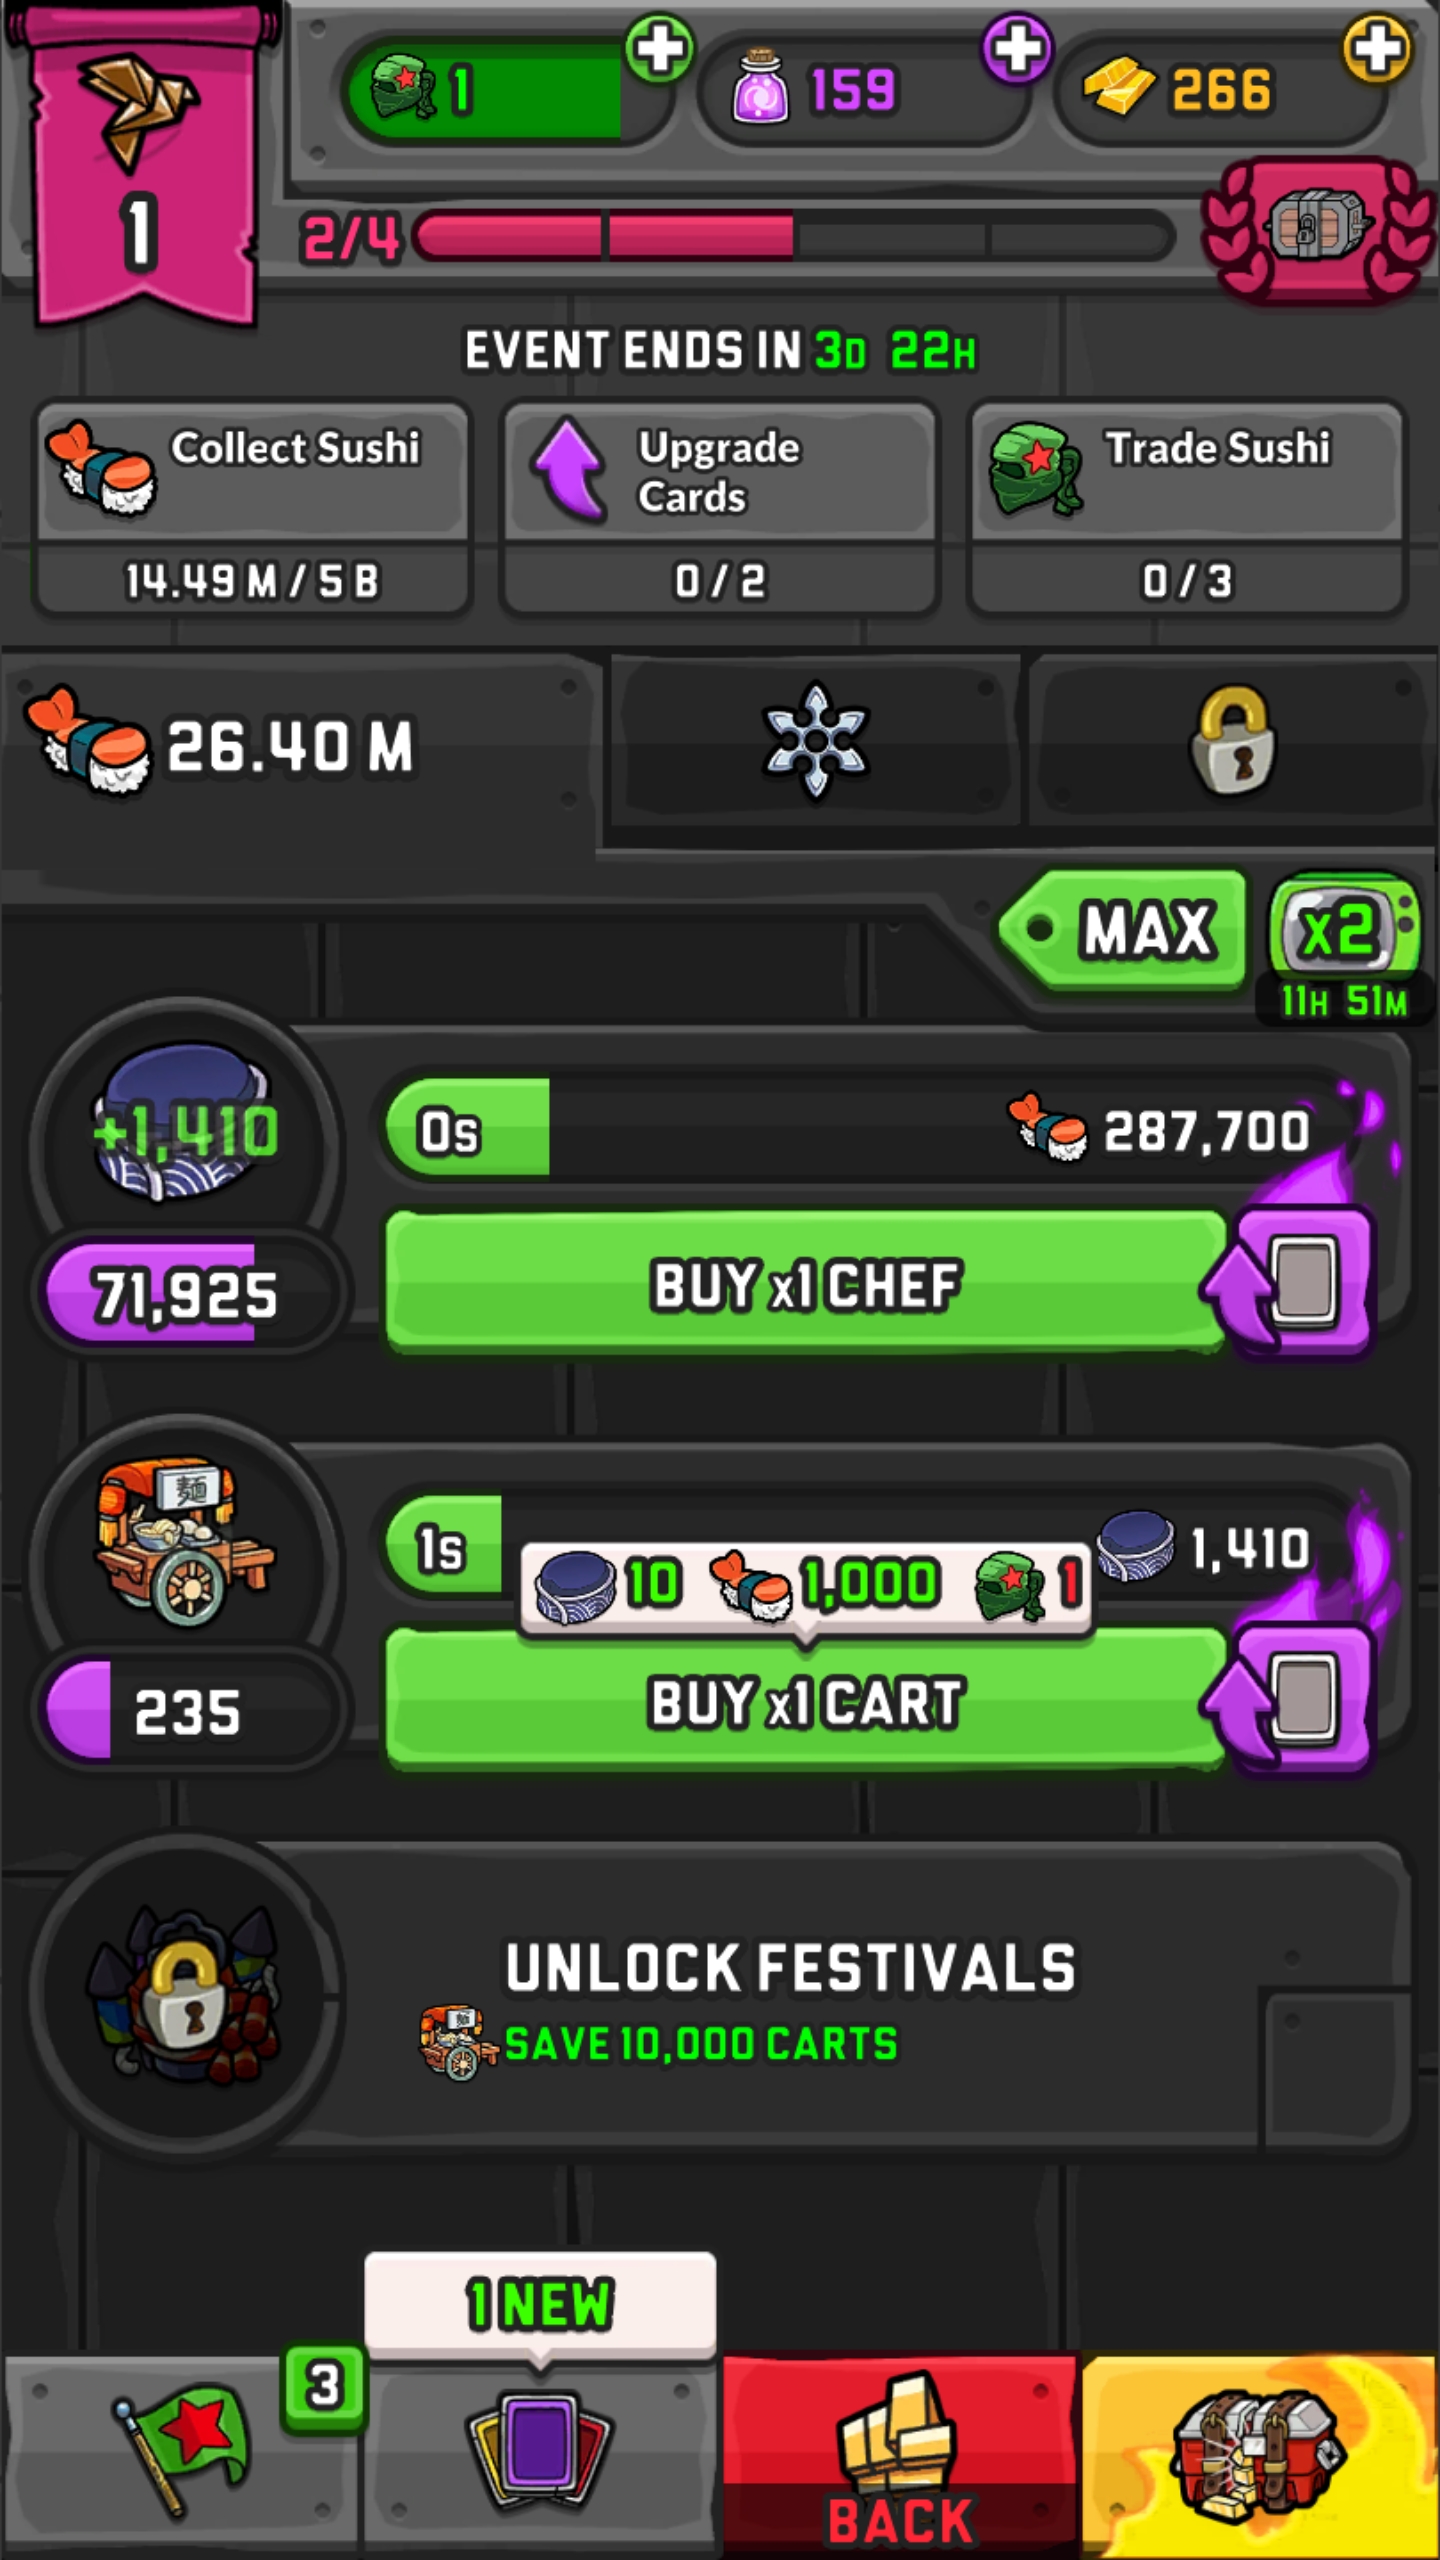 1 159 266
1
2/4
EVENT ENDS IN 3D 22H
Collect Sushi
14.49 M / 5 B
Upgrade
Cards
0 / 2
Trade Sushi
0 / 3
26.40 M
MAX
x2
11H 51M
+1,410
0s
287,700
71,925
BUY x1 CHEF
麺
1s
10 1,000 1
1,410
235
BUY x1 CART
UNLOCK FESTIVALS
SAVE 10,000 CARTS
1 NEW
3
BACK